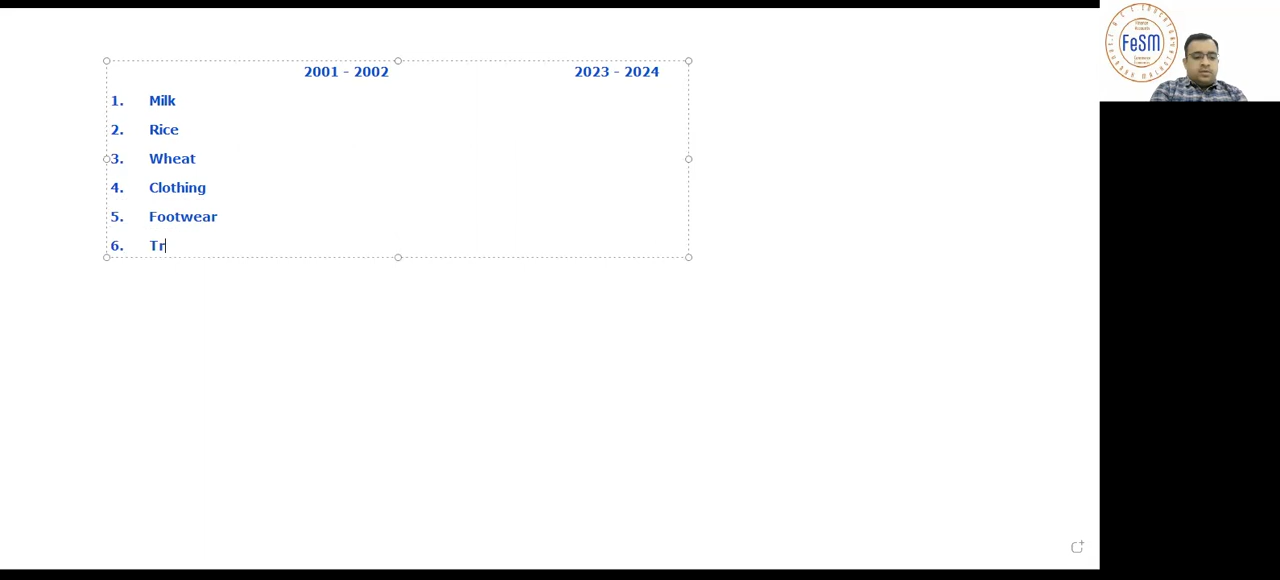 2001 - 2002 2023 - 2024
1. Milk
2. Rice
3. Wheat
4. Clothing
5. Footwear
6. Tr
FeSM